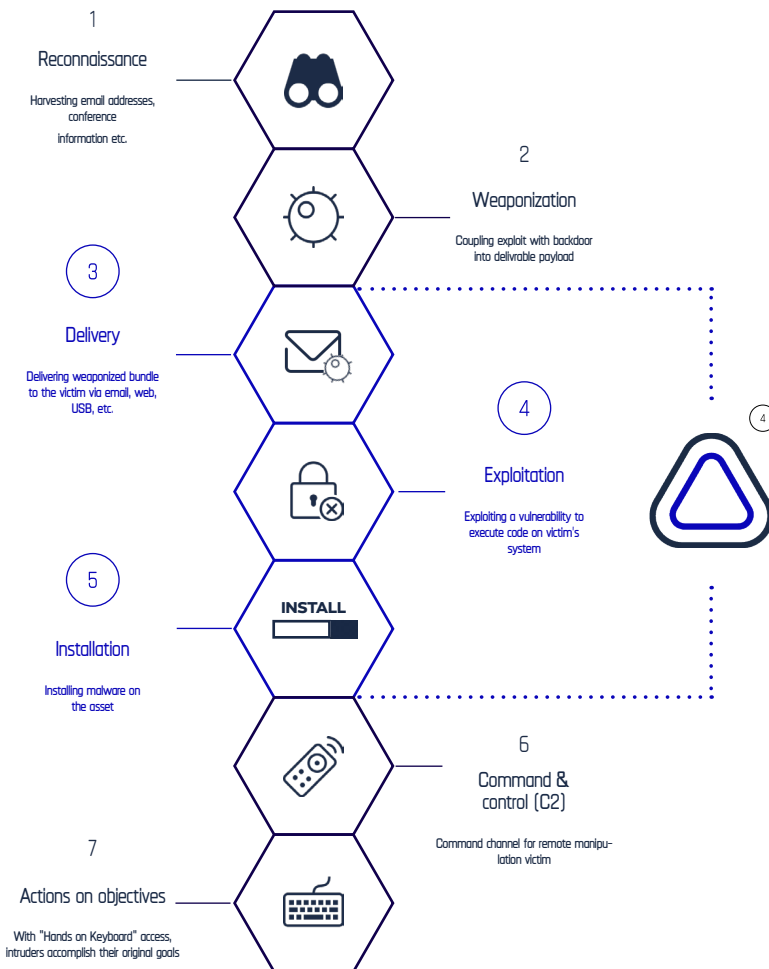 1
Reconnaissance
Harvesting email addresses,
conference
information etc.
2
Weaponization
Coupling exploit with backdoor
into delivrable payload
3
Delivery
Delivering weaponized bundle
to the victim via email, web,
USB, etc.
4
Exploitation
Exploiting a vulnerability to
execute code on victim's
system
4
5
Installation
Installing malware on
the asset
INSTALL
6
Command &
control (C2)
Command channel for remote manipu-
lation victim
7
Actions on objectives
With "Hands on Keyboard" access,
intruders accomplish their original goals